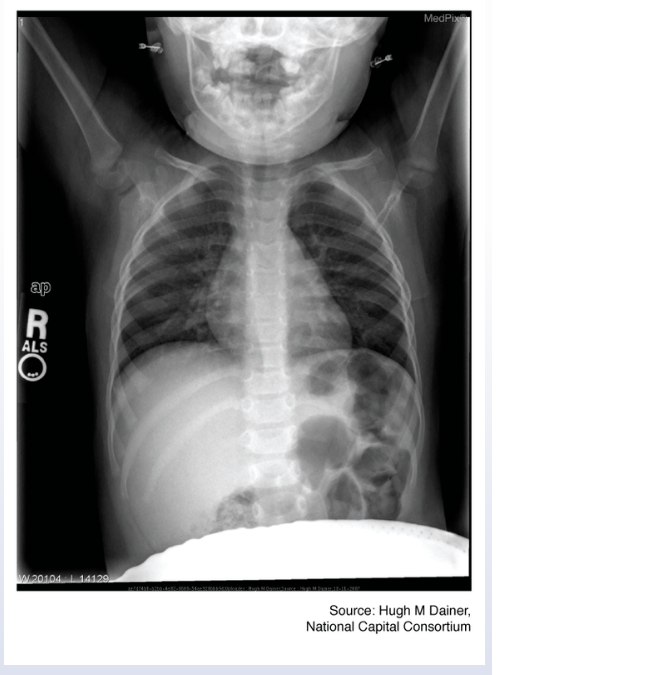 MedPix®
ap
R
ALS
W 20104 : L 14129
Source: Hugh M Dainer,
National Capital Consortium